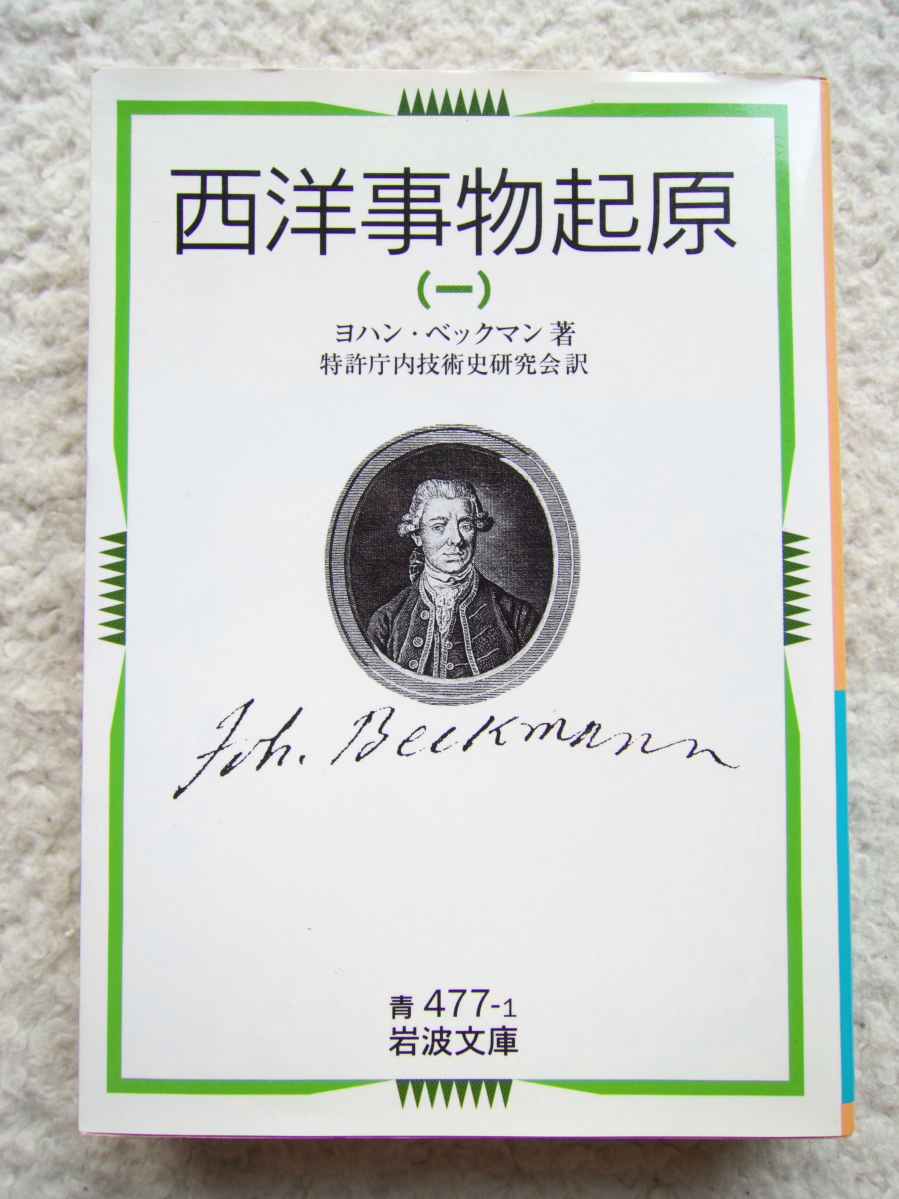 西洋事物起原
(一)
ヨハン・ベックマン著
特許庁内技術史研究会訳
Joh. Beckmann
青 477-1
岩波文庫